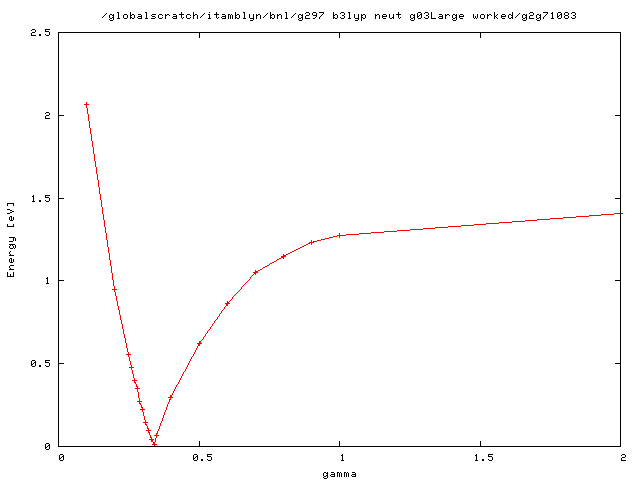 /globalscratch/itamblyn/bnl/g297 b3lyp neut g03Large worked/g2g71083
2.5
2
1.5
1
0.5
0
Energy [eV]
0 0.5 1 1.5 2
gamma